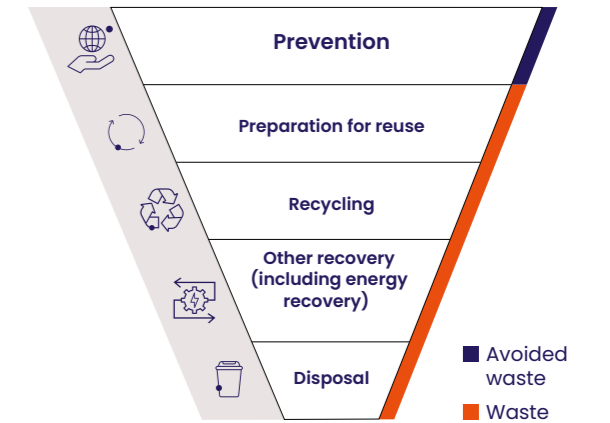 Prevention
Preparation for reuse
Recycling
Other recovery
(including energy
recovery)
Disposal
Avoided
waste
Waste